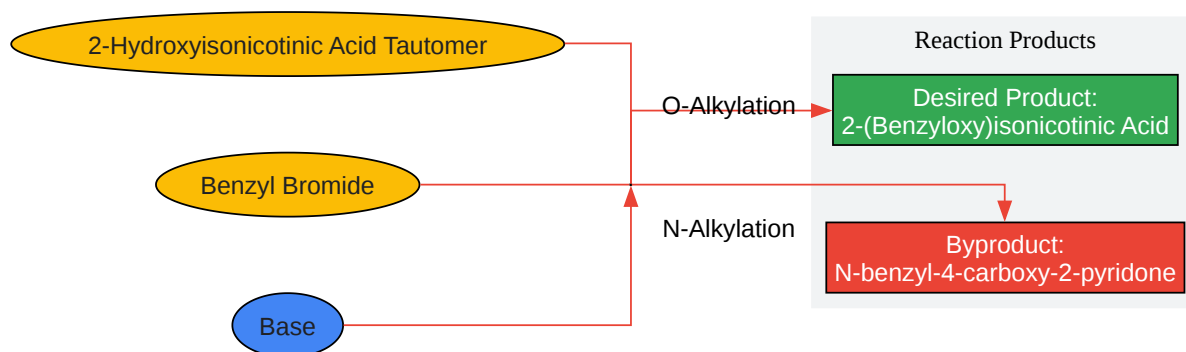 2-Hydroxyisonicotinic Acid Tautomer
Reaction Products
O-Alkylation
Desired Product:
2-(Benzyloxy)isonicotinic Acid
Benzyl Bromide
N-Alkylation
Byproduct:
N-benzyl-4-carboxy-2-pyridone
Base